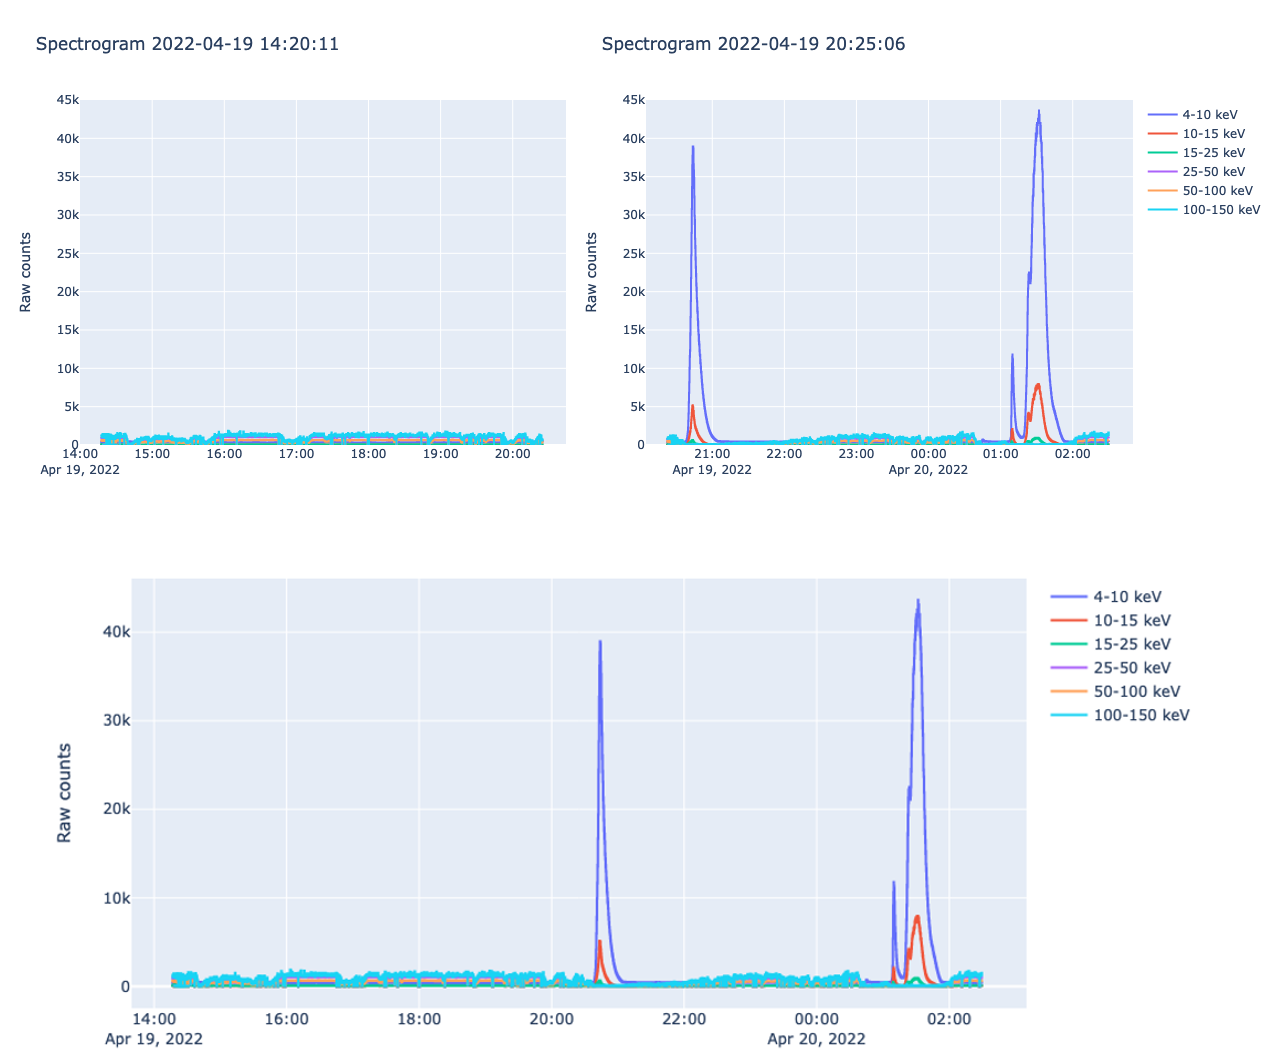 Spectrogram 2022-04-19 14:20:11
45k
40k
35k
30k
25k
20k
15k
10k
5k
0
Raw counts
14:00 15:00 16:00 17:00 18:00 19:00 20:00
Apr 19, 2022
Spectrogram 2022-04-19 20:25:06
45k
40k
35k
30k
25k
20k
15k
10k
5k
0
Raw counts
21:00 22:00 23:00 00:00 01:00 02:00
Apr 19, 2022 Apr 20, 2022
4-10 keV
10-15 keV
15-25 keV
25-50 keV
50-100 keV
100-150 keV
40k
30k
20k
10k
0
Raw counts
14:00 16:00 18:00 20:00 22:00 00:00 02:00
Apr 19, 2022 Apr 20, 2022
4-10 keV
10-15 keV
15-25 keV
25-50 keV
50-100 keV
100-150 keV